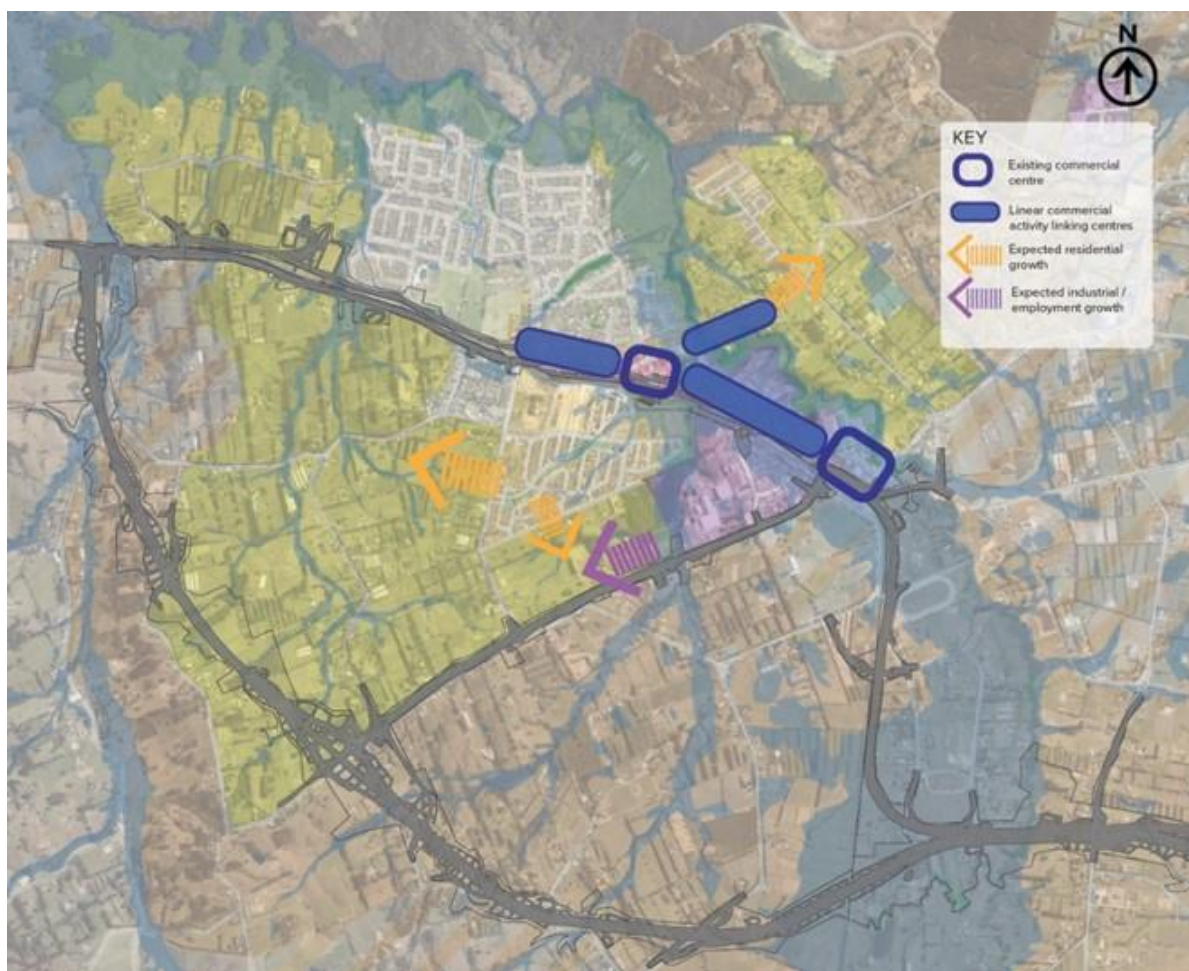 N
KEY
Existing commercial
centre
Linear commercial
activity linking centres
Expected residential
growth
Expected industrial /
employment growth